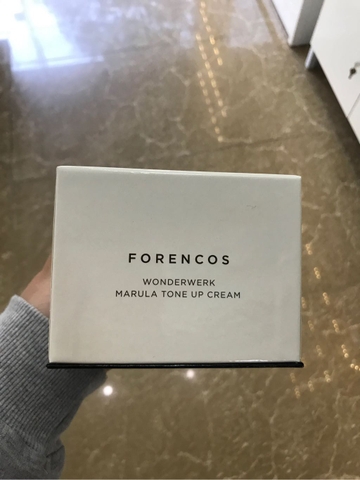 FORENCOS
WONDERWERK
MARULA TONE UP CREAM